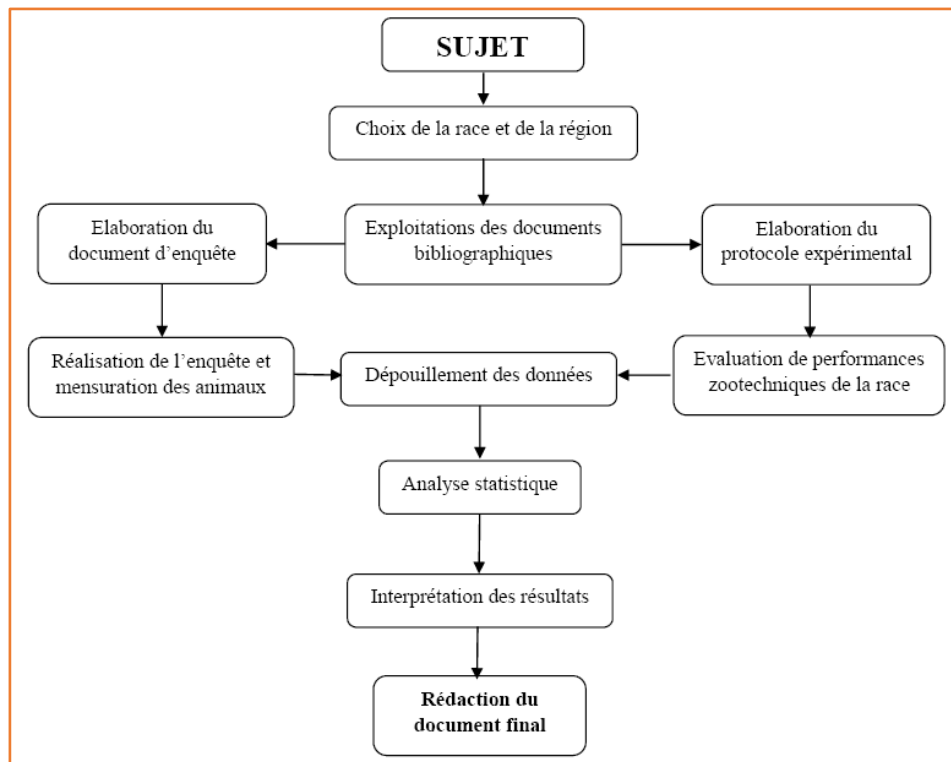 SUJET
Choix de la race et de la région
Elaboration du
document d’enquête
Exploitations des documents
bibliographiques
Elaboration du
protocole expérimental
Réalisation de l’enquête et
mensuration des animaux
Dépouillement des données
Evaluation de performances
zootechniques de la race
Analyse statistique
Interprétation des résultats
Rédaction du
document final